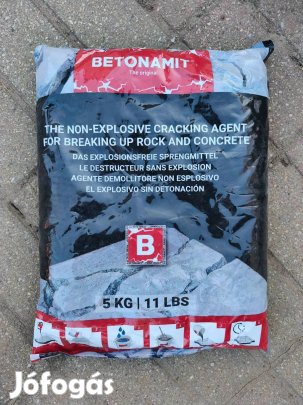 BETONAMIT
The original
THE NON-EXPLOSIVE CRACKING AGENT
FOR BREAKING UP ROCK AND CONCRETE
DAS EXPLOSIONSFREIE SPRENGMITTEL
LE DESTRUCTEUR SANS EXPLOSION
AGENTE DEMOLLITORE NON ESPLOSIVO
EL EXPLOSIVO SIN DETONACIÓN
B
5 KG | 11 LBS
Jófogás